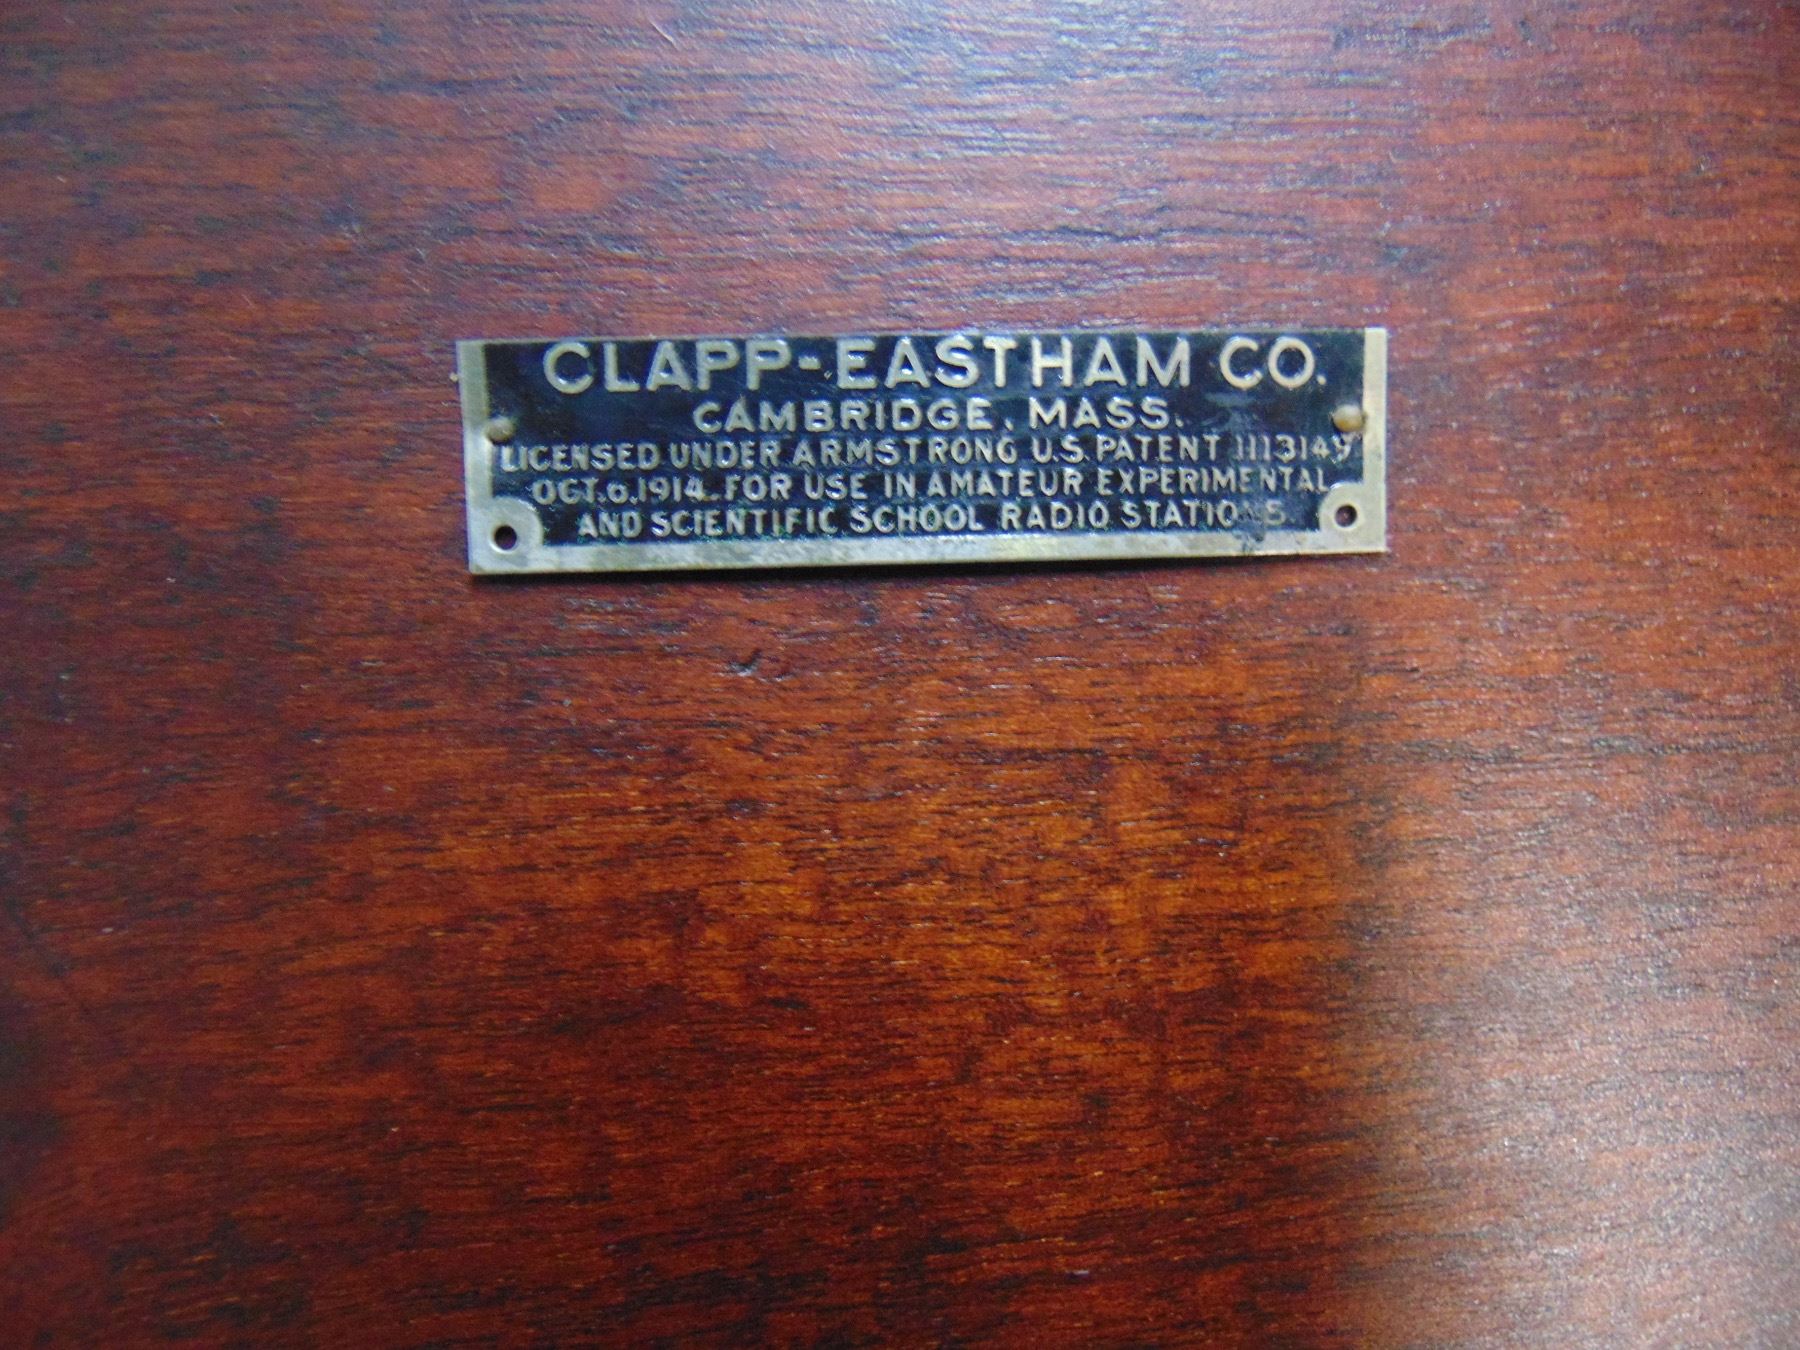 CLAPP-EASTHAM CO.
CAMBRIDGE, MASS.
LICENSED UNDER ARMSTRONG U.S. PATENT 1113149
OCT. 6, 1914. FOR USE IN AMATEUR EXPERIMENTAL
AND SCIENTIFIC SCHOOL RADIO STATIONS